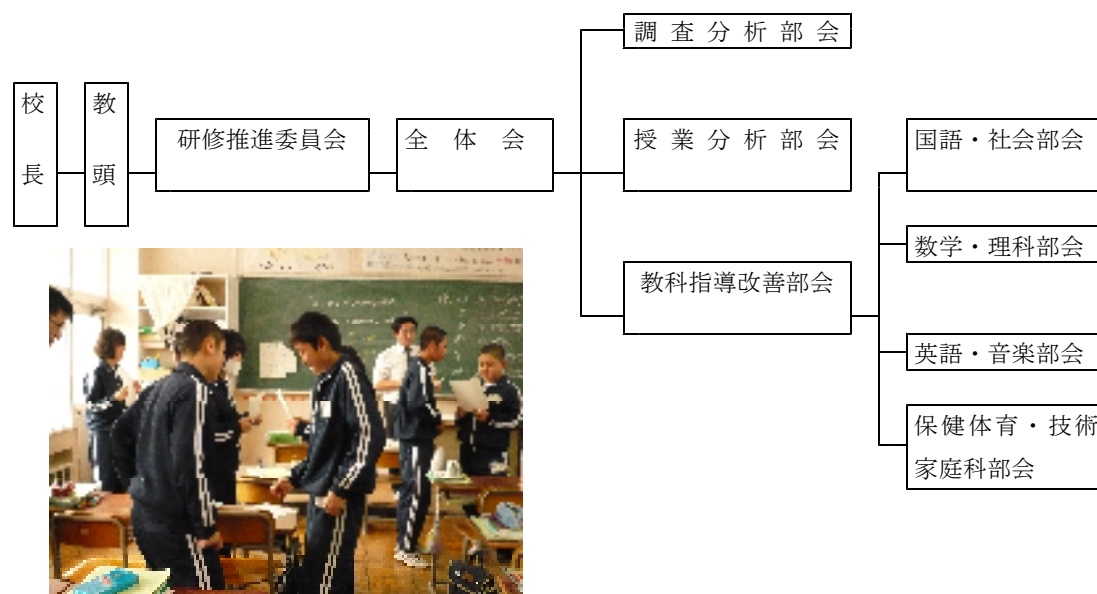 校長
教頭
研修推進委員会
全体会
調査分析部会
授業分析部会
教科指導改善部会
国語・社会部会
数学・理科部会
英語・音楽部会
保健体育・技術
家庭科部会